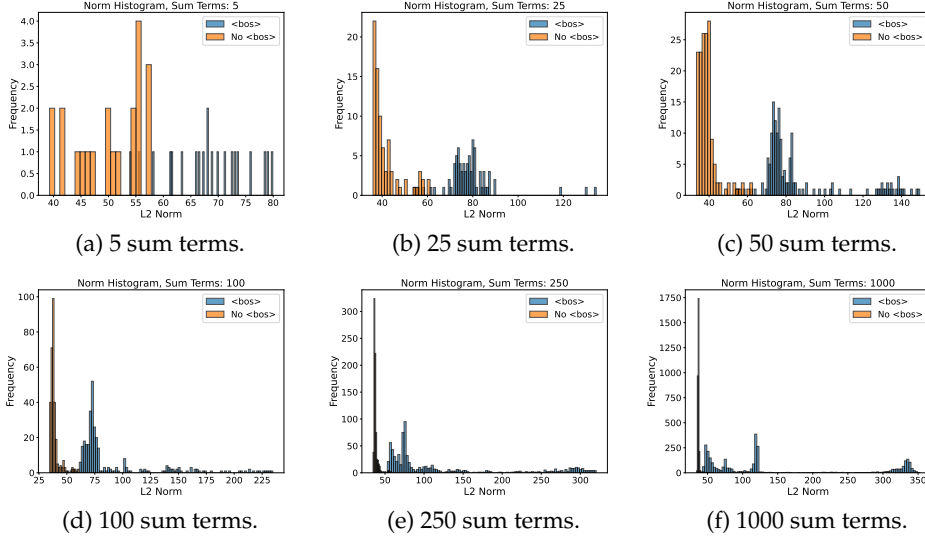 Norm Histogram, Sum Terms: 5
<bos>
No <bos>
Frequency
4.0
3.5
3.0
2.5
2.0
1.5
1.0
0.5
0.0
40 45 50 55 60 65 70 75 80
L2 Norm
(a) 5 sum terms.
Norm Histogram, Sum Terms: 25
<bos>
No <bos>
Frequency
20
15
10
5
0
40 60 80 100 120
L2 Norm
(b) 25 sum terms.
Norm Histogram, Sum Terms: 50
<bos>
No <bos>
Frequency
25
20
15
10
5
0
40 60 80 100 120 140
L2 Norm
(c) 50 sum terms.
Norm Histogram, Sum Terms: 100
<bos>
No <bos>
Frequency
100
80
60
40
20
0
25 50 75 100 125 150 175 200 225
L2 Norm
(d) 100 sum terms.
Norm Histogram, Sum Terms: 250
<bos>
No <bos>
Frequency
300
250
200
150
100
50
0
50 100 150 200 250 300
L2 Norm
(e) 250 sum terms.
Norm Histogram, Sum Terms: 1000
<bos>
No <bos>
Frequency
1750
1500
1250
1000
750
500
250
0
50 100 150 200 250 300 350
L2 Norm
(f) 1000 sum terms.